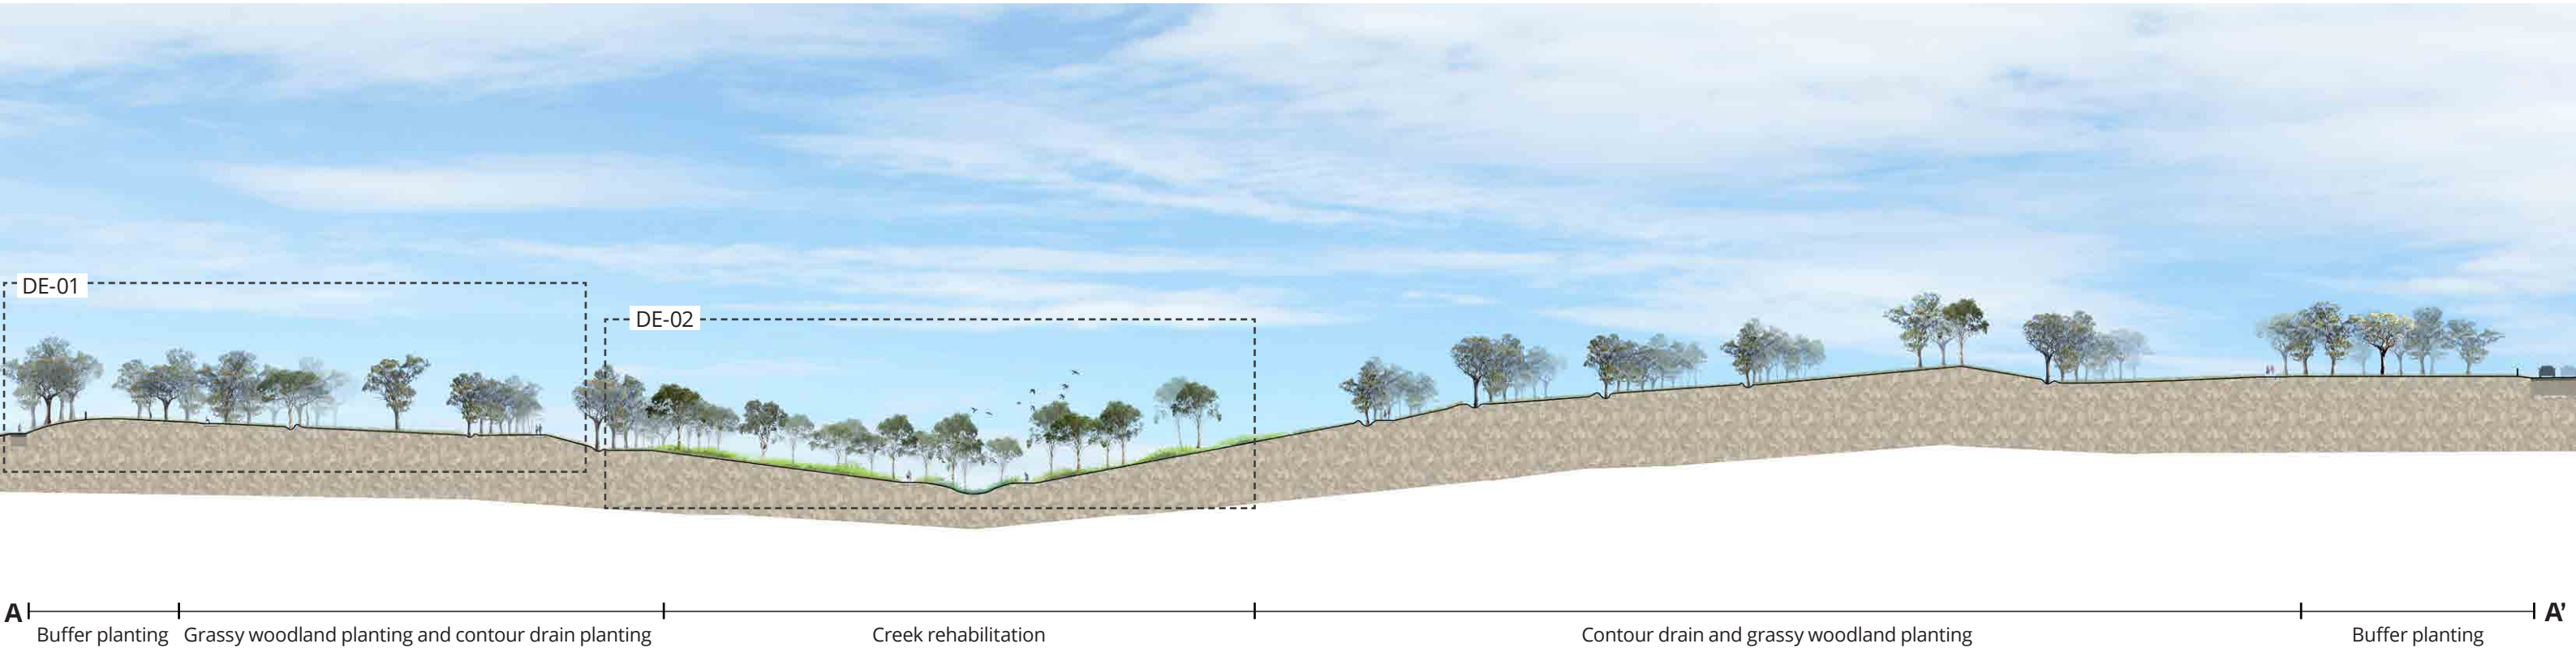 DE-01
DE-02
A
A’
Buffer planting
Grassy woodland planting and contour drain planting
Creek rehabilitation
Contour drain and grassy woodland planting
Buffer planting